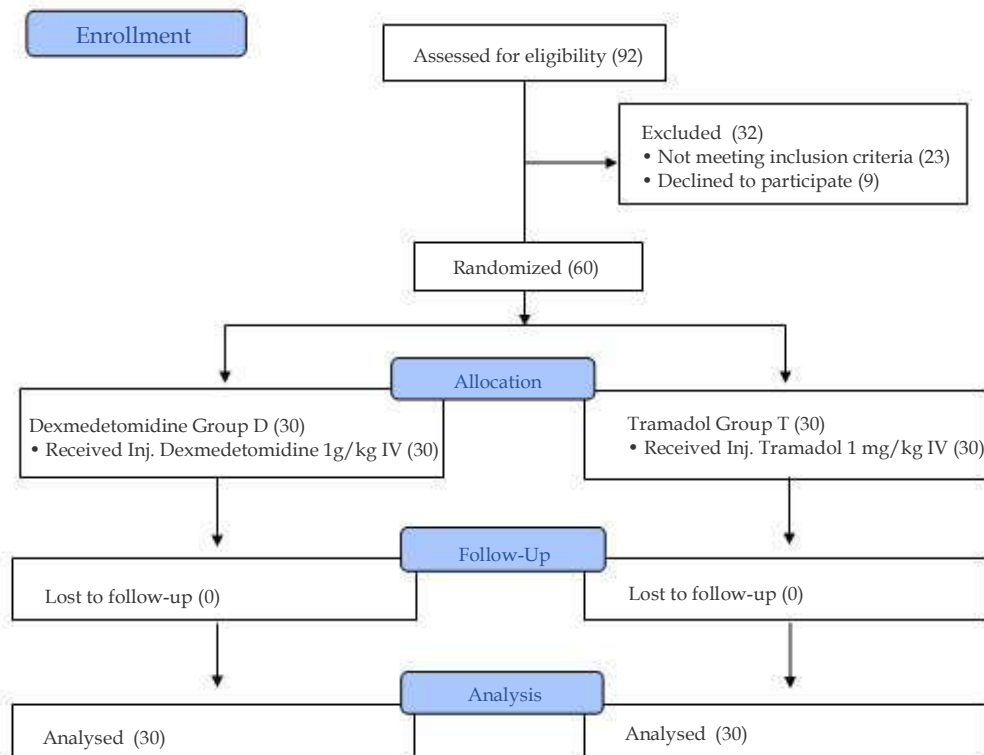 Enrollment
Assessed for eligibility (92)
Excluded (32)
• Not meeting inclusion criteria (23)
• Declined to participate (9)
Randomized (60)
Allocation
Dexmedetomidine Group D (30)
• Received Inj. Dexmedetomidine 1g/kg IV (30)
Tramadol Group T (30)
• Received Inj. Tramadol 1 mg/kg IV (30)
Follow-Up
Lost to follow-up (0)
Lost to follow-up (0)
Analysis
Analysed (30)
Analysed (30)